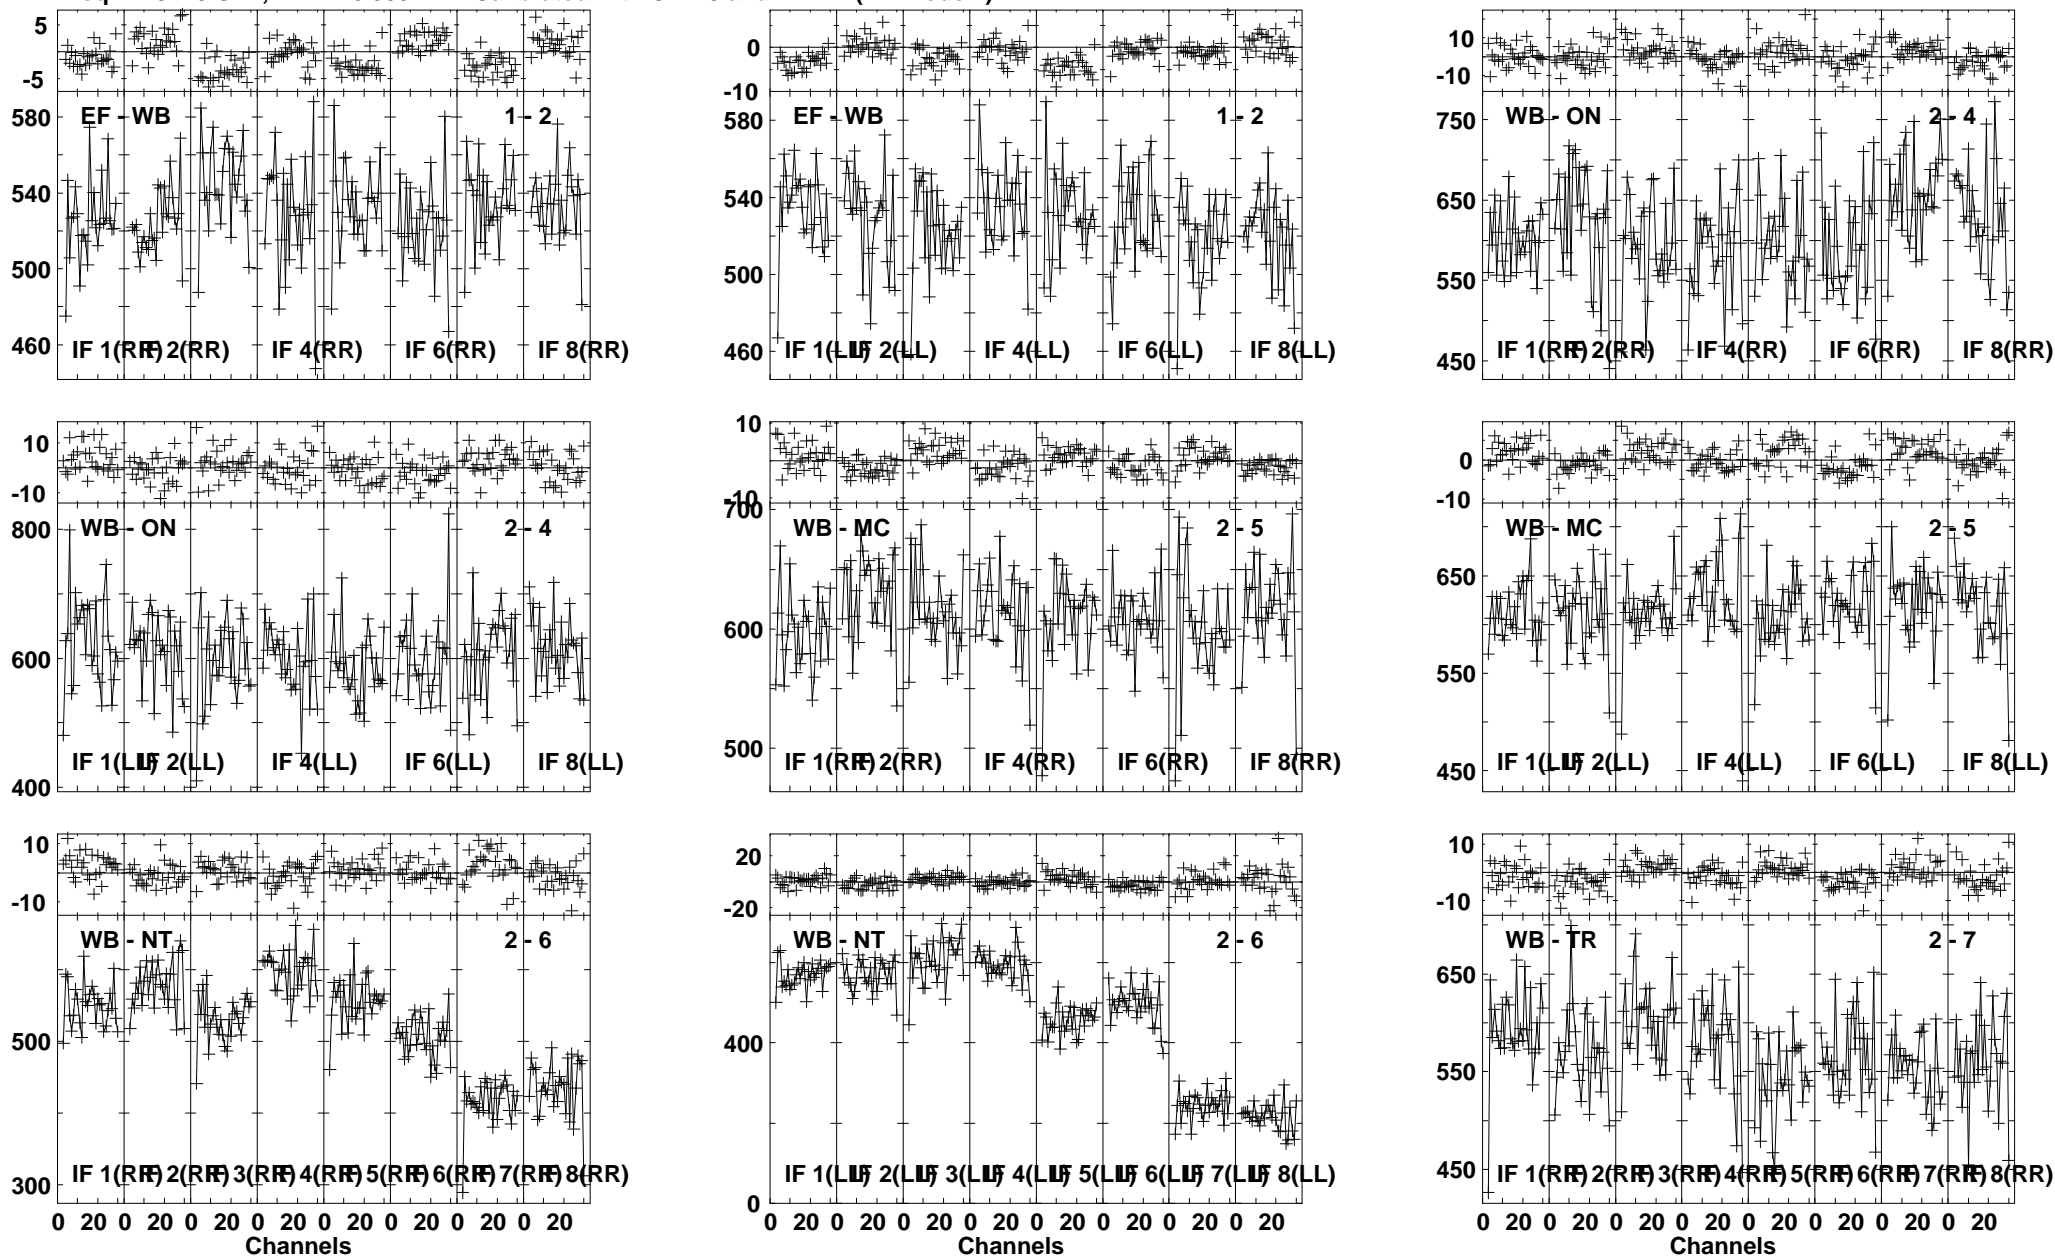 5
-5
580
540
500
460
EF - WB 1 - 2
IF 1(RR) IF 2(RR) IF 4(RR) IF 6(RR) IF 8(RR)
0
-10
580
540
500
460
EF - WB 1 - 2
IF 1(LL) IF 2(LL) IF 4(LL) IF 6(LL) IF 8(LL)
10
-10
750
650
550
450
WB - ON 2 - 4
IF 1(RR) IF 2(RR) IF 4(RR) IF 6(RR) IF 8(RR)
10
-10
800
600
400
WB - ON 2 - 4
IF 1(LL) IF 2(LL) IF 4(LL) IF 6(LL) IF 8(LL)
10
-10
700
600
500
WB - MC 2 - 5
IF 1(RR) IF 2(RR) IF 4(RR) IF 6(RR) IF 8(RR)
0
-10
650
550
450
WB - MC 2 - 5
IF 1(LL) IF 2(LL) IF 4(LL) IF 6(LL) IF 8(LL)
10
-10
500
300
WB - NT 2 - 6
IF 1(RR) IF 2(RR) IF 3(RR) IF 4(RR) IF 5(RR) IF 6(RR) IF 7(RR) IF 8(RR)
0 20 0 20 0 20 0 20 0 20 0 20 0 20 0 20
Channels
20
-20
400
0
WB - NT 2 - 6
IF 1(LL) IF 2(LL) IF 3(LL) IF 4(LL) IF 5(LL) IF 6(LL) IF 7(LL) IF 8(LL)
0 20 0 20 0 20 0 20 0 20 0 20 0 20 0 20
Channels
10
-10
650
550
450
WB - TR 2 - 7
IF 1(RR) IF 2(RR) IF 3(RR) IF 4(RR) IF 5(RR) IF 6(RR) IF 7(RR) IF 8(RR)
0 20 0 20 0 20 0 20 0 20 0 20 0 20 0 20
Channels